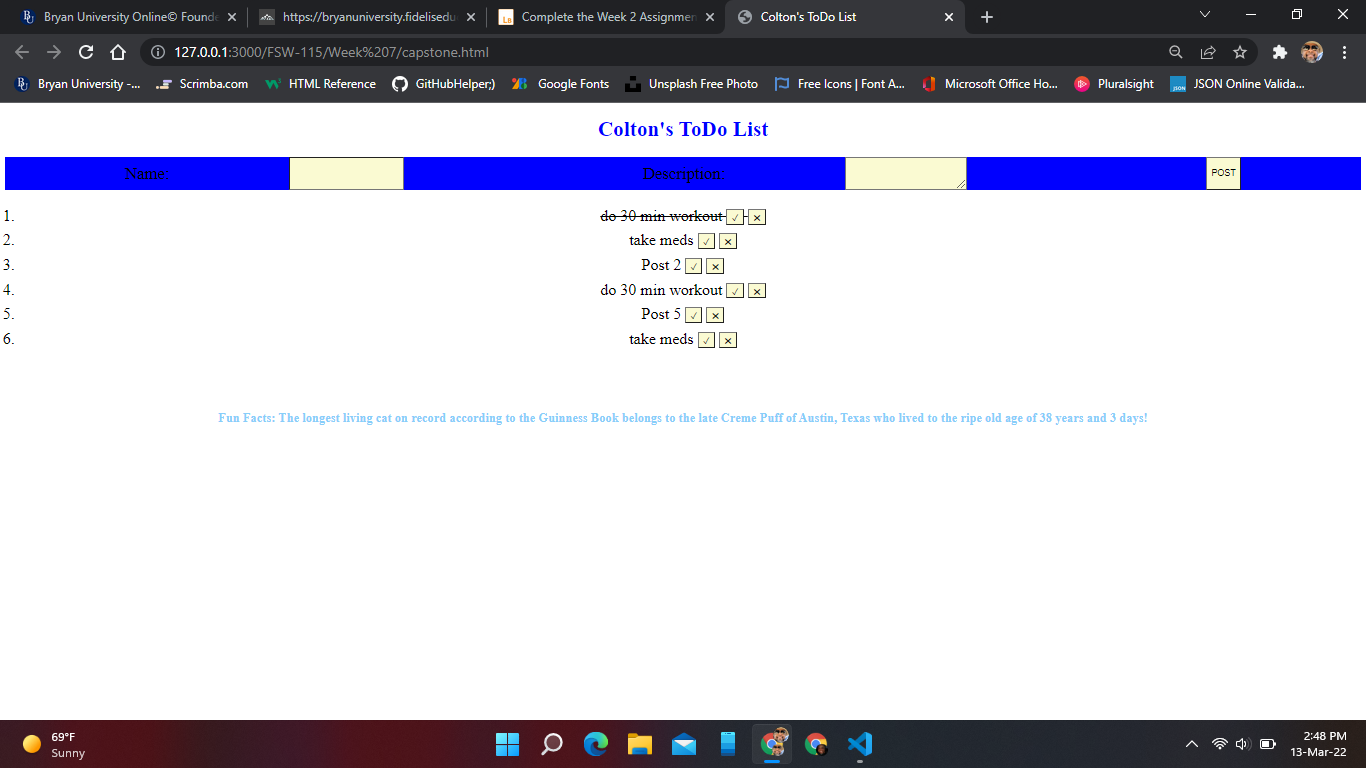 Bryan University Online© Founde
https://bryanuniversity.fidelisedu
Complete the Week 2 Assignmen
Colton's ToDo List
127.0.0.1:3000/FSW-115/Week%207/capstone.html
Bryan University -...
Scrimba.com
HTML Reference
GitHubHelper;)
Google Fonts
Unsplash Free Photo
Free Icons | Font A...
Microsoft Office Ho...
Pluralsight
JSON Online Valida...
Colton's ToDo List
Name: Description: POST
1. do 30 min workout ✓ ✕
2. take meds ✓ ✕
3. Post 2 ✓ ✕
4. do 30 min workout ✓ ✕
5. Post 5 ✓ ✕
6. take meds ✓ ✕
Fun Facts: The longest living cat on record according to the Guinness Book belongs to the late Creme Puff of Austin, Texas who lived to the ripe old age of 38 years and 3 days!
69°F
Sunny
2:48 PM
13-Mar-22